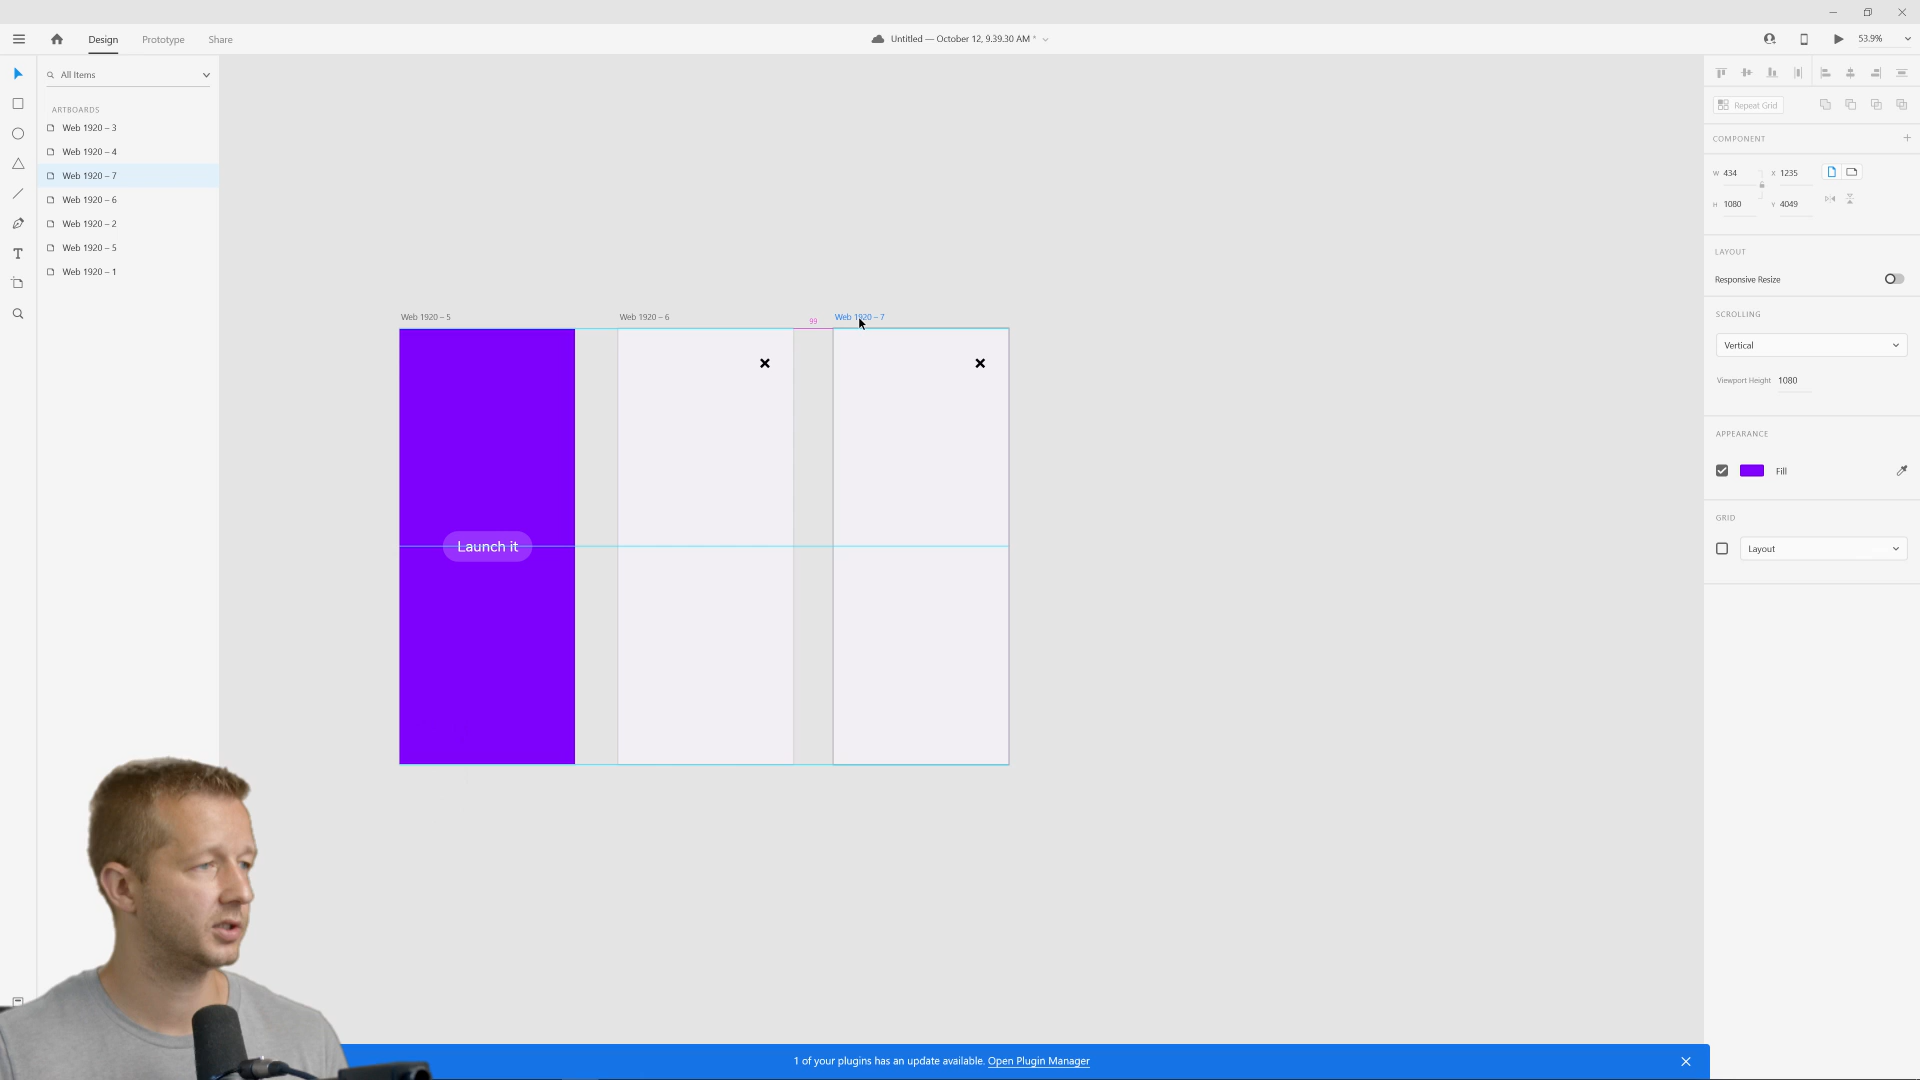 Design
Prototype
Share
Untitled — October 12, 9.39.30 AM *
53.9%
All Items
ARTBOARDS
Web 1920 – 3
Web 1920 – 4
Web 1920 – 7
Web 1920 – 6
Web 1920 – 2
Web 1920 – 5
Web 1920 – 1
Web 1920 – 5
Web 1920 – 6
99
Web 1920 – 7
Launch it
Repeat Grid
COMPONENT
W 434 X 1235
H 1080 Y 4049
LAYOUT
Responsive Resize
SCROLLING
Vertical
Viewport Height 1080
APPEARANCE
Fill
GRID
Layout
1 of your plugins has an update available. Open Plugin Manager